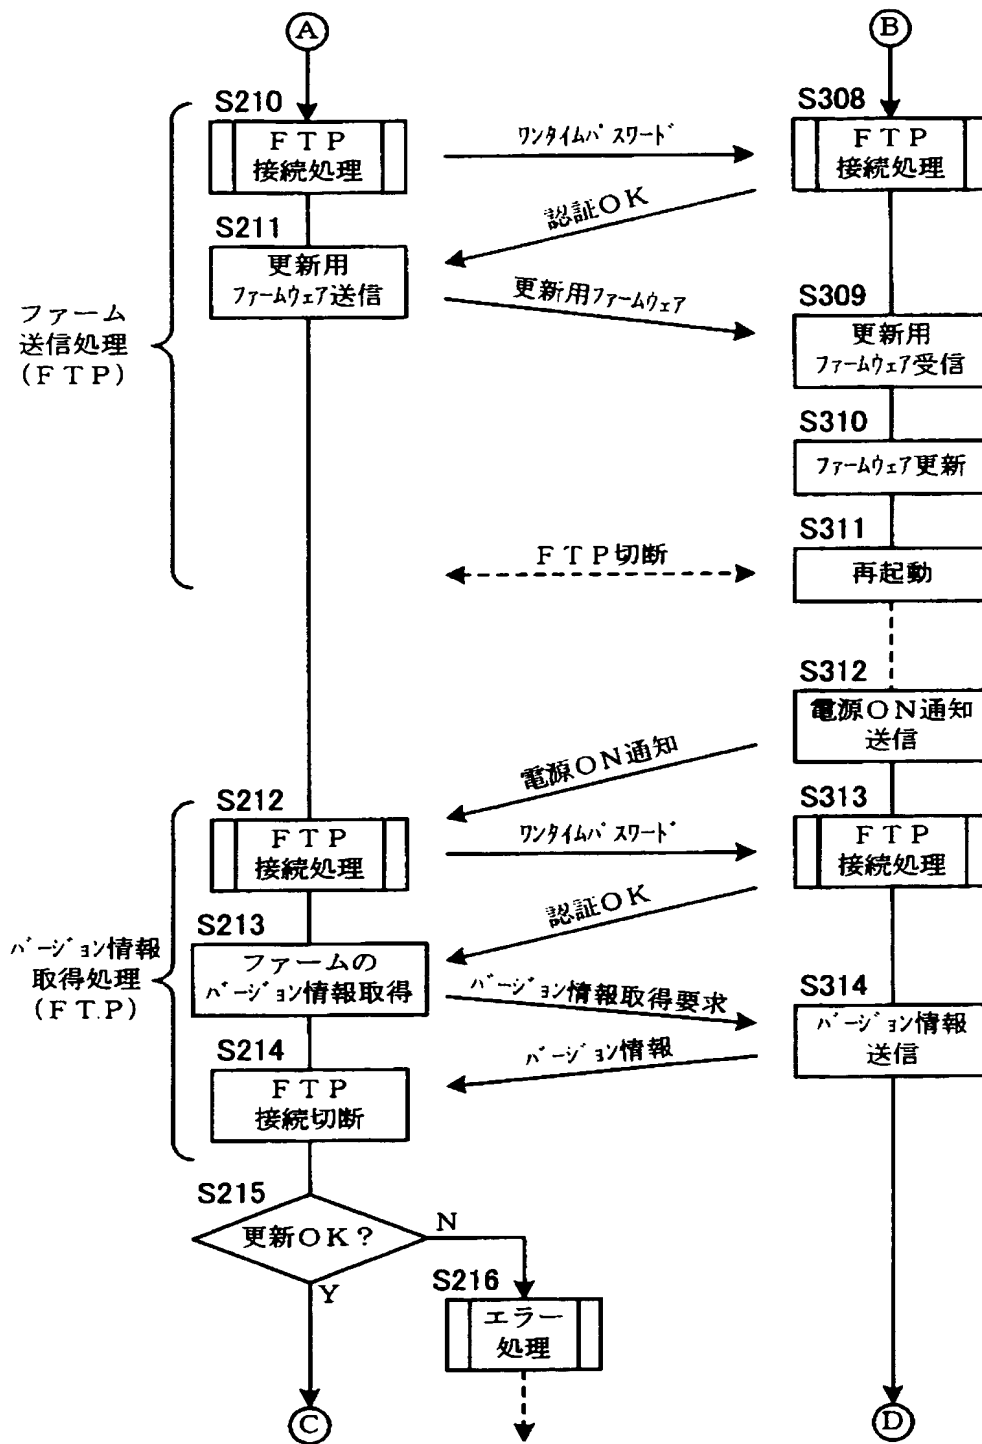 A
B
S210
FTP
接続処理
ワンタイムパスワード
S308
FTP
接続処理
認証OK
S211
更新用
ファームウェア送信
更新用ファームウェア
S309
更新用
ファームウェア受信
ファーム
送信処理
(FTP)
S310
ファームウェア更新
S311
再起動
FTP切断
S312
電源ON通知
送信
電源ON通知
S212
FTP
接続処理
ワンタイムパスワード
S313
FTP
接続処理
認証OK
S213
ファームの
バージョン情報取得
バージョン情報
取得処理
(FT.P)
バージョン情報取得要求
S314
バージョン情報
送信
バージョン情報
S214
FTP
接続切断
S215
更新OK?
N
Y
S216
エラー
処理
C
D